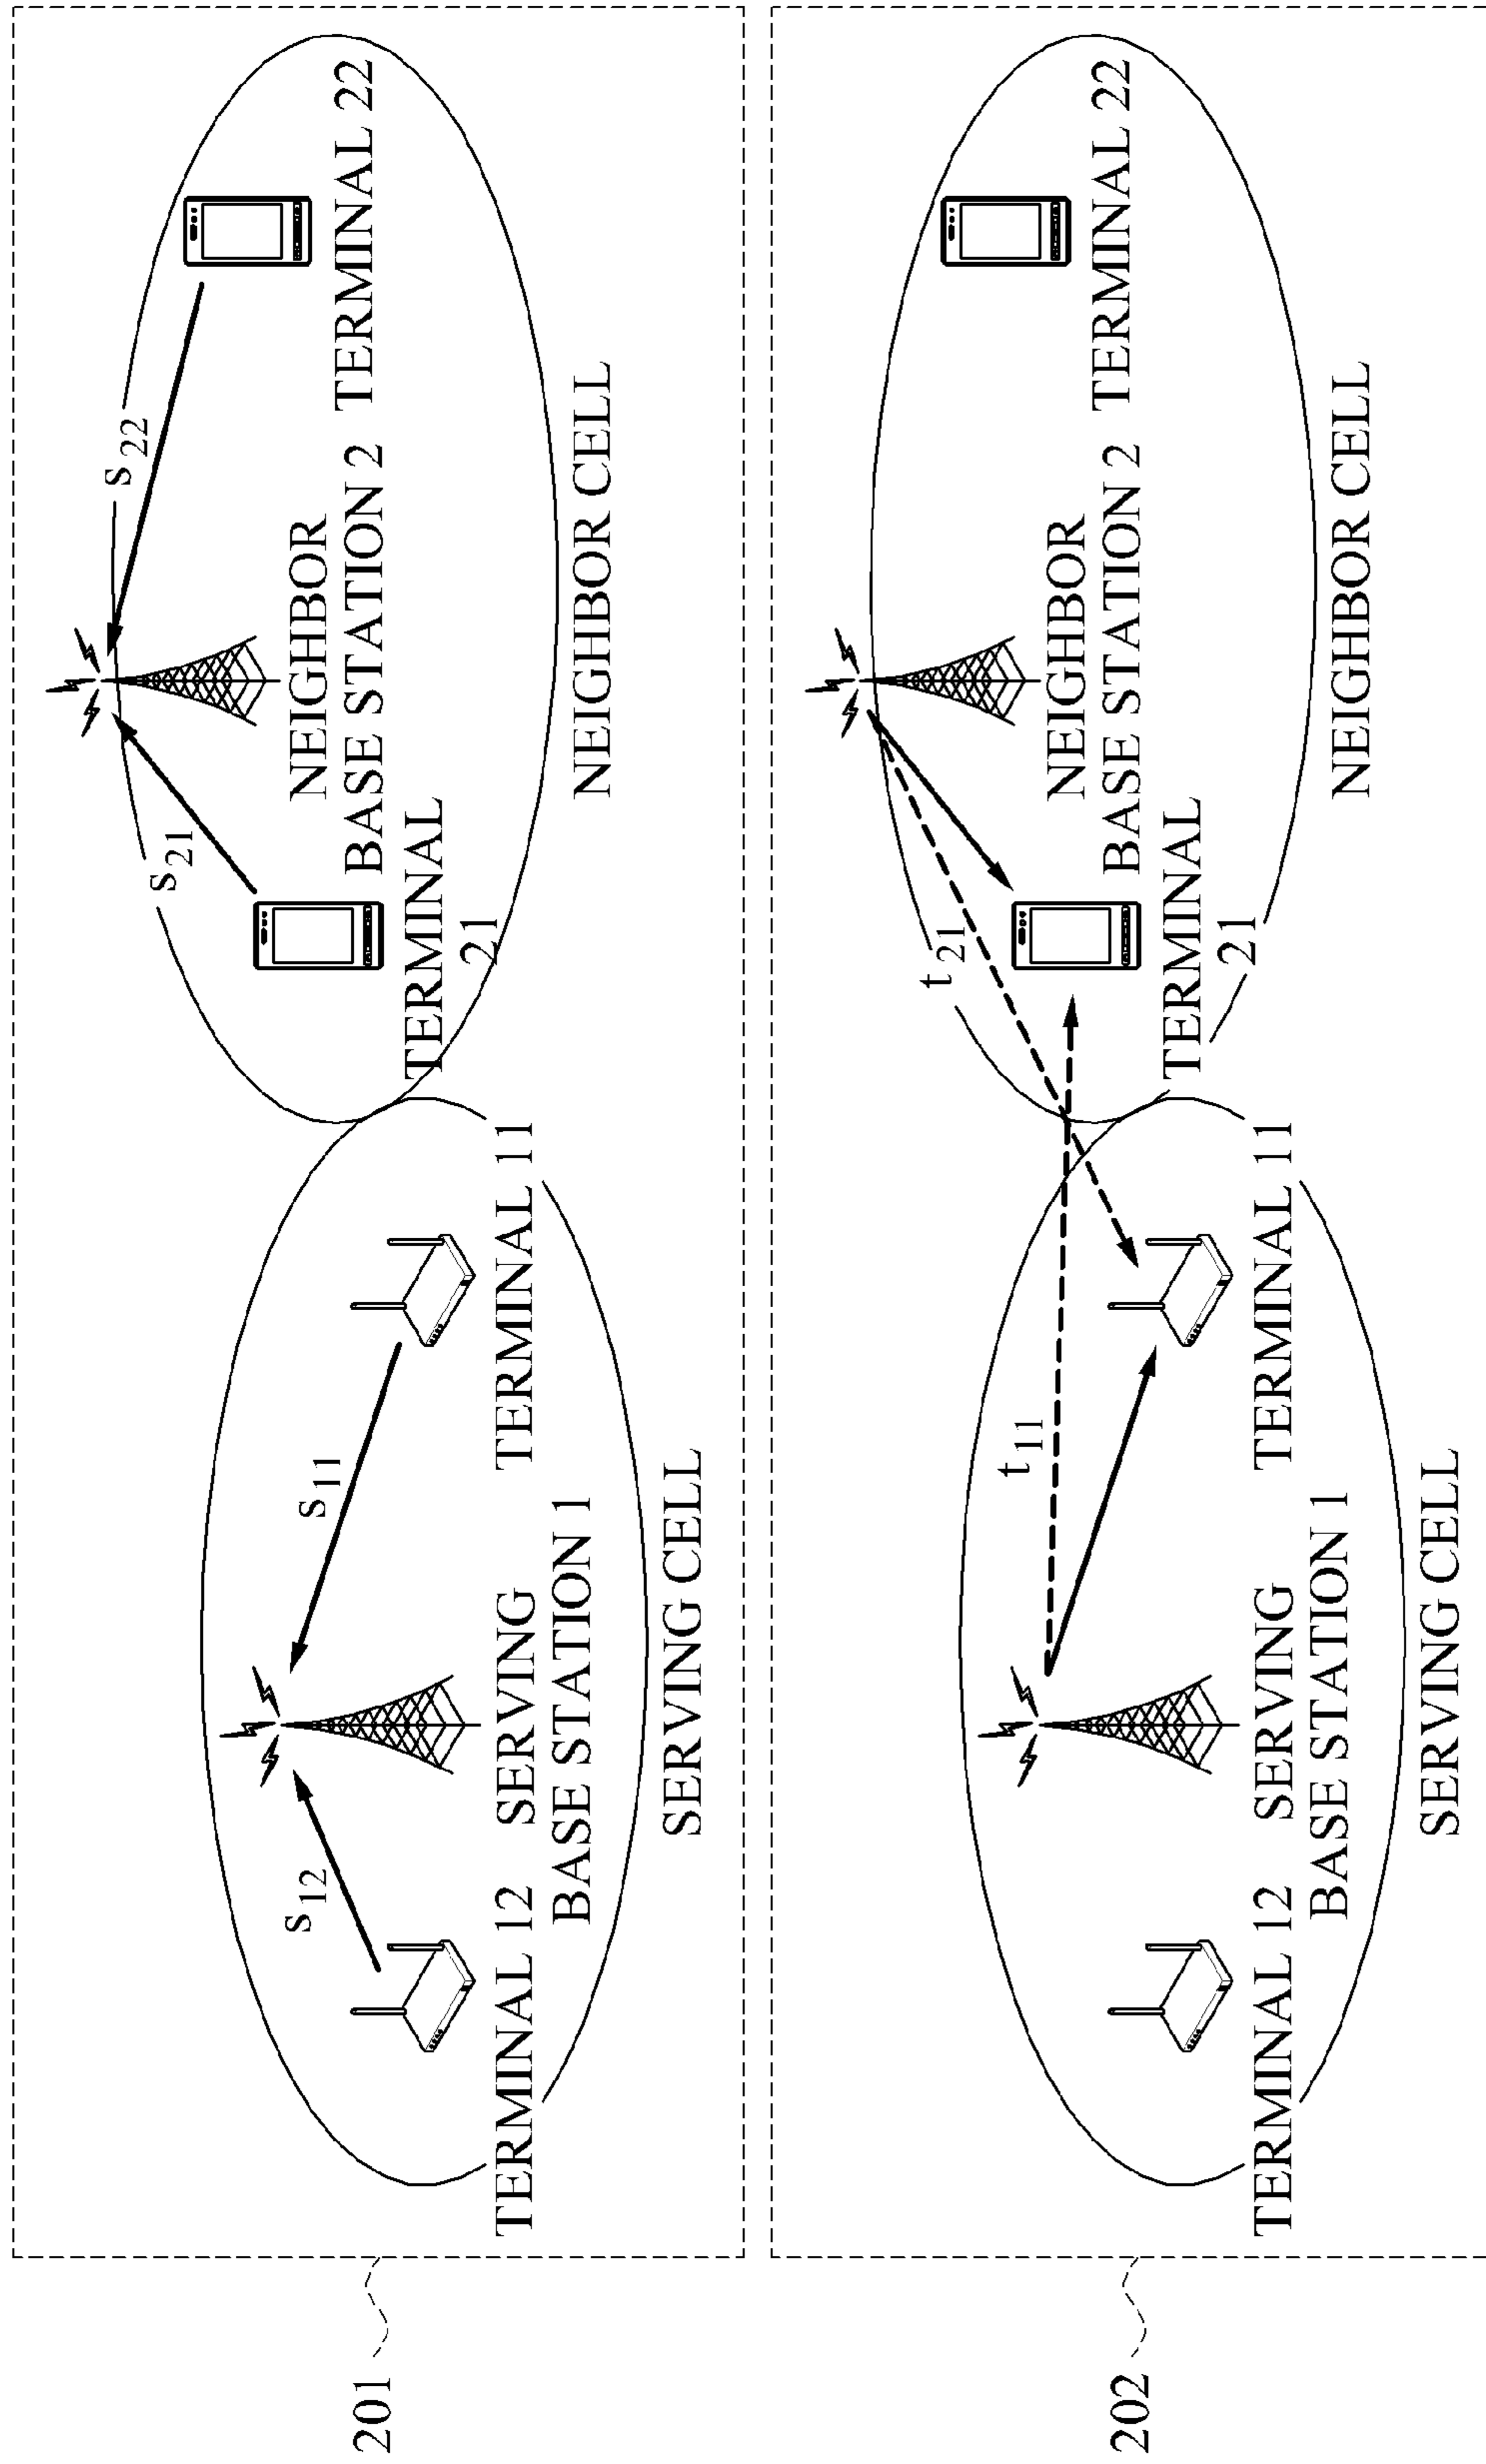 201
s12
s11
s21
s22
TERMINAL 12
SERVING
BASE STATION 1
TERMINAL 11
TERMINAL
21
NEIGHBOR
BASE STATION 2
TERMINAL 22
SERVING CELL
NEIGHBOR CELL
202
t11
t21
TERMINAL 12
SERVING
BASE STATION 1
TERMINAL 11
TERMINAL
21
NEIGHBOR
BASE STATION 2
TERMINAL 22
SERVING CELL
NEIGHBOR CELL